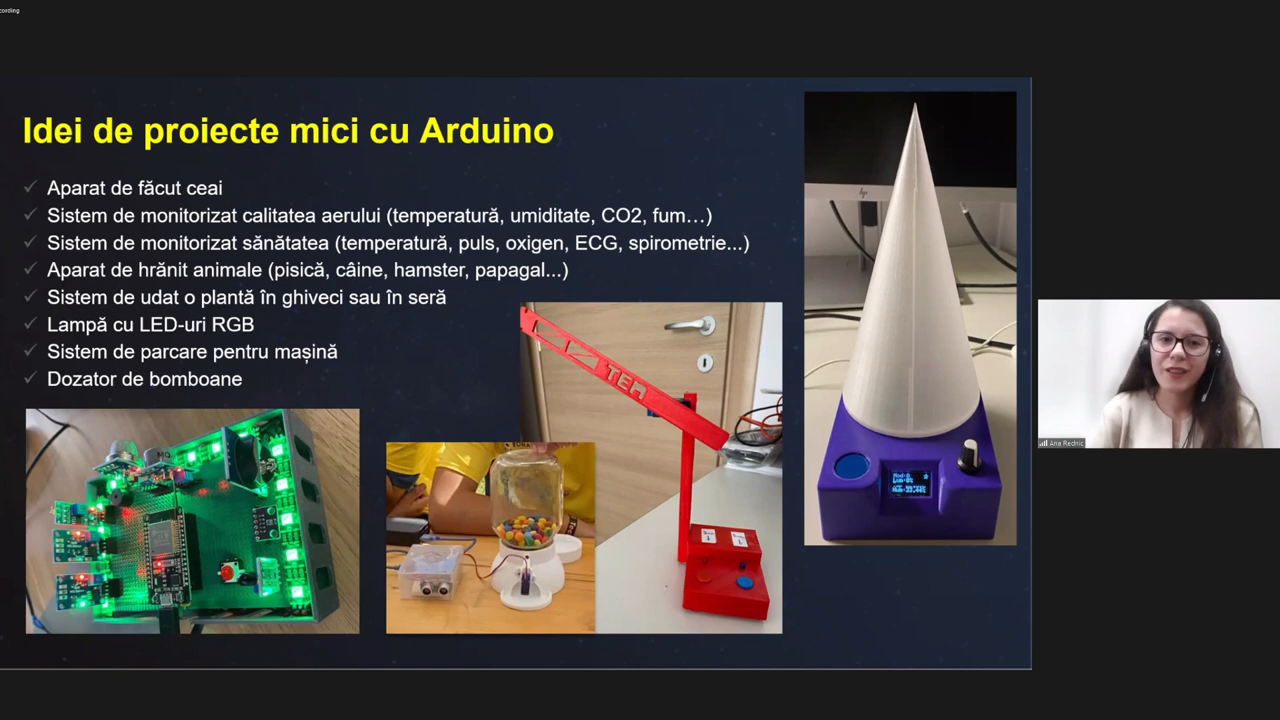 cording
Idei de proiecte mici cu Arduino
Aparat de făcut ceai
Sistem de monitorizat calitatea aerului (temperatură, umiditate, CO2, fum…)
Sistem de monitorizat sănătatea (temperatură, puls, oxigen, ECG, spirometrie...)
Aparat de hrănit animale (pisică, câine, hamster, papagal...)
Sistem de udat o plantă în ghiveci sau în seră
Lampă cu LED-uri RGB
Sistem de parcare pentru mașină
Dozator de bomboane
MQ
hp
Ana Rednic